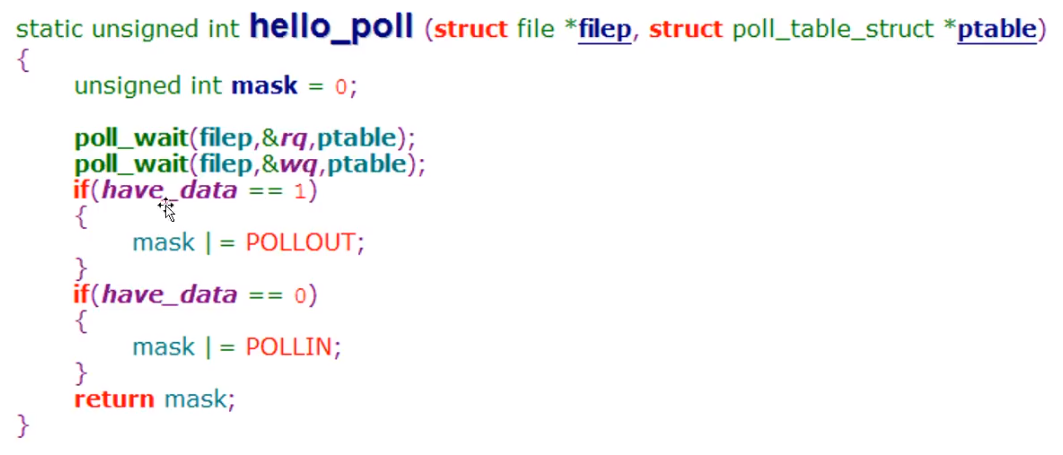 static unsigned int hello_poll (struct file *filep, struct poll_table_struct *ptable)
{
unsigned int mask = 0;
poll_wait(filep,&rq,ptable);
poll_wait(filep,&wq,ptable);
if(have_data == 1)
{
mask |= POLLOUT;
}
if(have_data == 0)
{
mask |= POLLIN;
}
return mask;
}